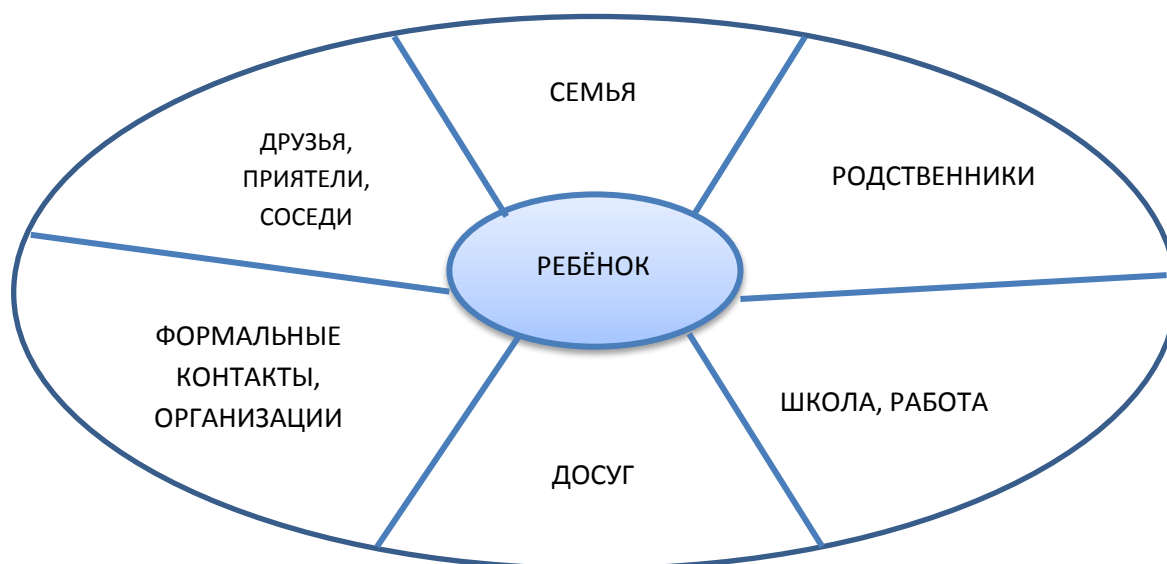 СЕМЬЯ
ДРУЗЬЯ,
ПРИЯТЕЛИ,
СОСЕДИ
РОДСТВЕННИКИ
РЕБЁНОК
ФОРМАЛЬНЫЕ
КОНТАКТЫ,
ОРГАНИЗАЦИИ
ШКОЛА, РАБОТА
ДОСУГ